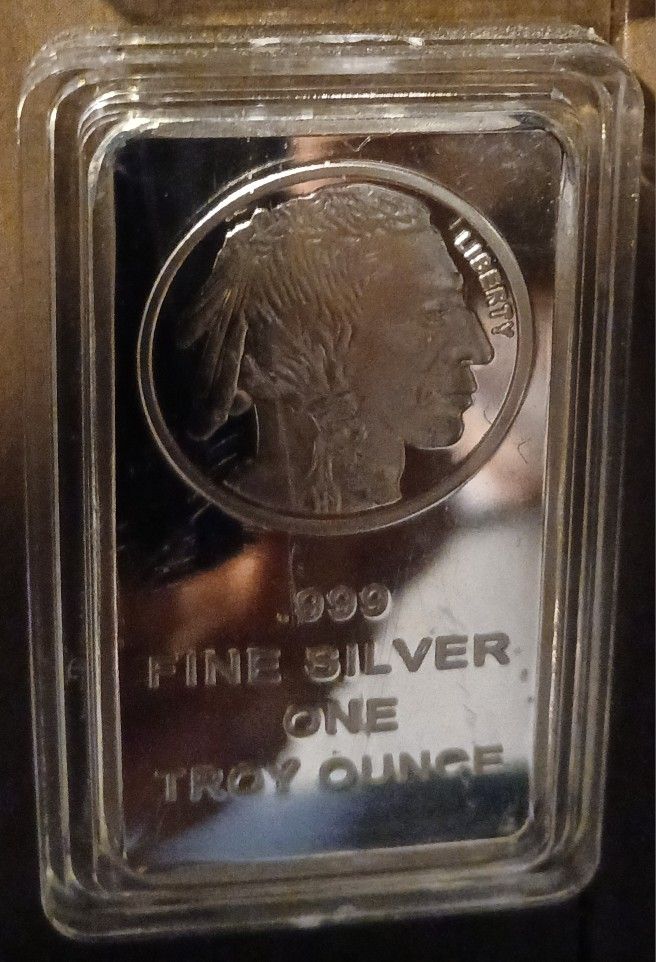 LIBERTY
.999
FINE SILVER
ONE
TROY OUNCE